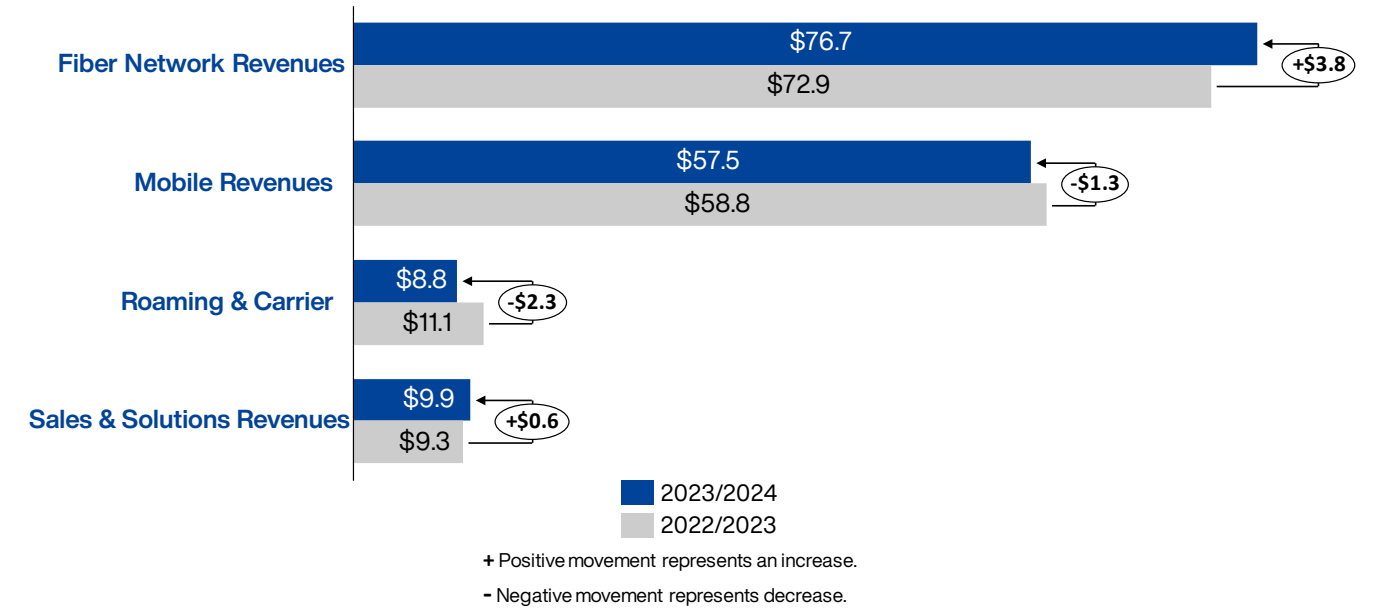 Fiber Network Revenues
$76.7
$72.9
+$3.8
Mobile Revenues
$57.5
$58.8
-$1.3
Roaming & Carrier
$8.8
$11.1
-$2.3
Sales & Solutions Revenues
$9.9
$9.3
+$0.6
2023/2024
2022/2023
+ Positive movement represents an increase.
- Negative movement represents decrease.